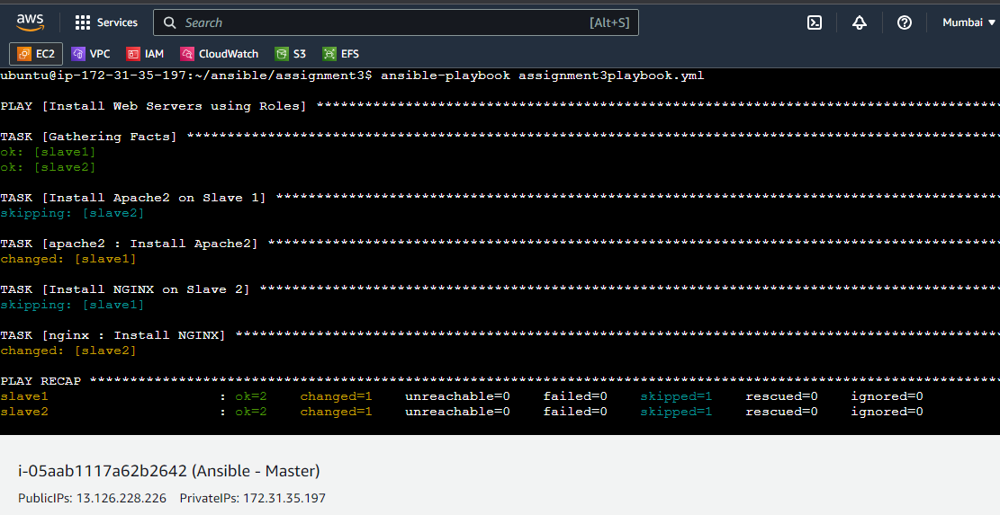 aws Services Search [Alt+S] Mumbai
EC2 VPC IAM CloudWatch S3 EFS
ubuntu@ip-172-31-35-197:~/ansible/assignment3$ ansible-playbook assignment3playbook.yml
PLAY [Install Web Servers using Roles] ******************************************************************************************
TASK [Gathering Facts] **********************************************************************************************************
ok: [slave1]
ok: [slave2]
TASK [Install Apache2 on Slave 1] ***********************************************************************************************
skipping: [slave2]
TASK [apache2 : Install Apache2] ************************************************************************************************
changed: [slave1]
TASK [Install NGINX on Slave 2] *************************************************************************************************
skipping: [slave1]
TASK [nginx : Install NGINX] ****************************************************************************************************
changed: [slave2]
PLAY RECAP **********************************************************************************************************************
slave1 : ok=2 changed=1 unreachable=0 failed=0 skipped=1 rescued=0 ignored=0
slave2 : ok=2 changed=1 unreachable=0 failed=0 skipped=1 rescued=0 ignored=0
i-05aab1117a62b2642 (Ansible - Master)
PublicIPs: 13.126.228.226 PrivateIPs: 172.31.35.197